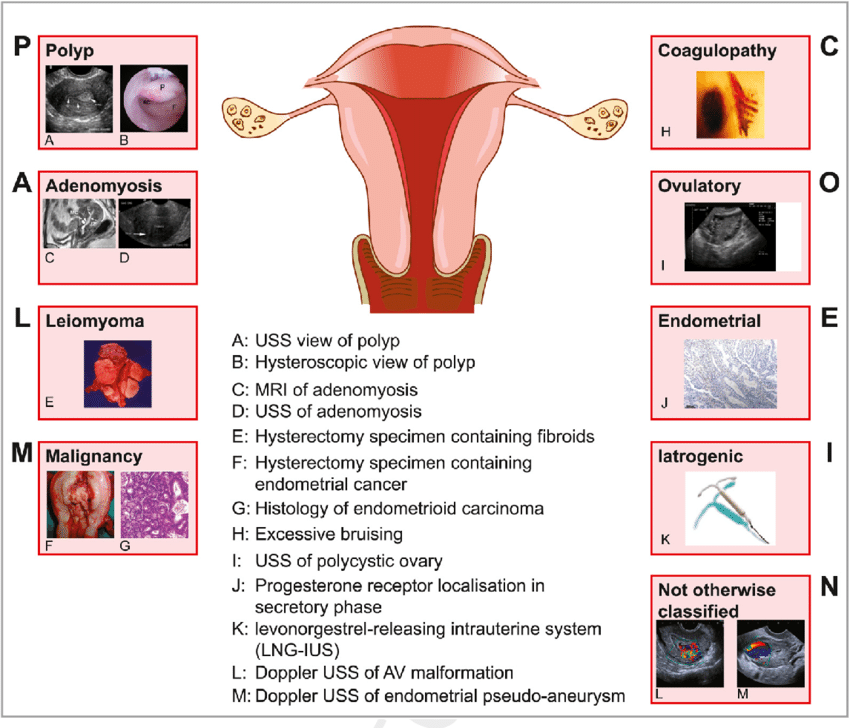 P
Polyp
P
A
B
A
Adenomyosis
C
D
L
Leiomyoma
E
M
Malignancy
F
G
C
Coagulopathy
H
O
Ovulatory
I
E
Endometrial
J
I
Iatrogenic
K
N
Not otherwise
classified
L
M
A: USS view of polyp
B: Hysteroscopic view of polyp
C: MRI of adenomyosis
D: USS of adenomyosis
E: Hysterectomy specimen containing fibroids
F: Hysterectomy specimen containing
endometrial cancer
G: Histology of endometrioid carcinoma
H: Excessive bruising
I: USS of polycystic ovary
J: Progesterone receptor localisation in
secretory phase
K: levonorgestrel-releasing intrauterine system
(LNG-IUS)
L: Doppler USS of AV malformation
M: Doppler USS of endometrial pseudo-aneurysm